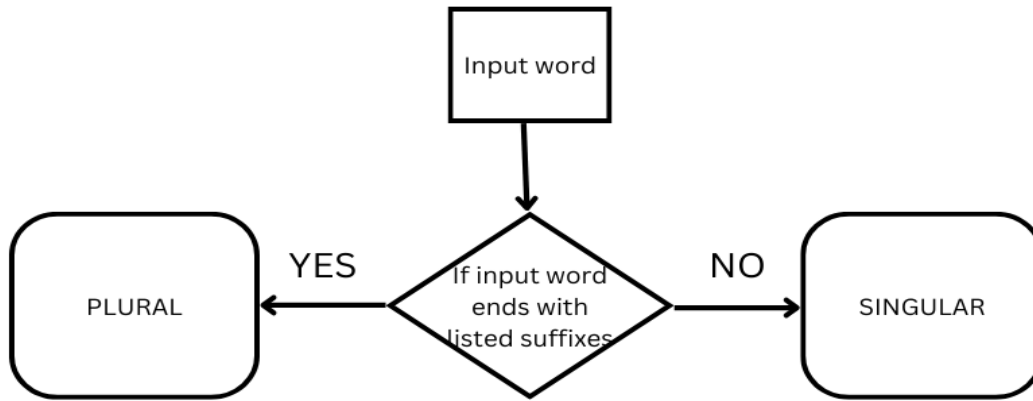 Input word
YES
NO
If input word
ends with
listed suffixes
PLURAL
SINGULAR